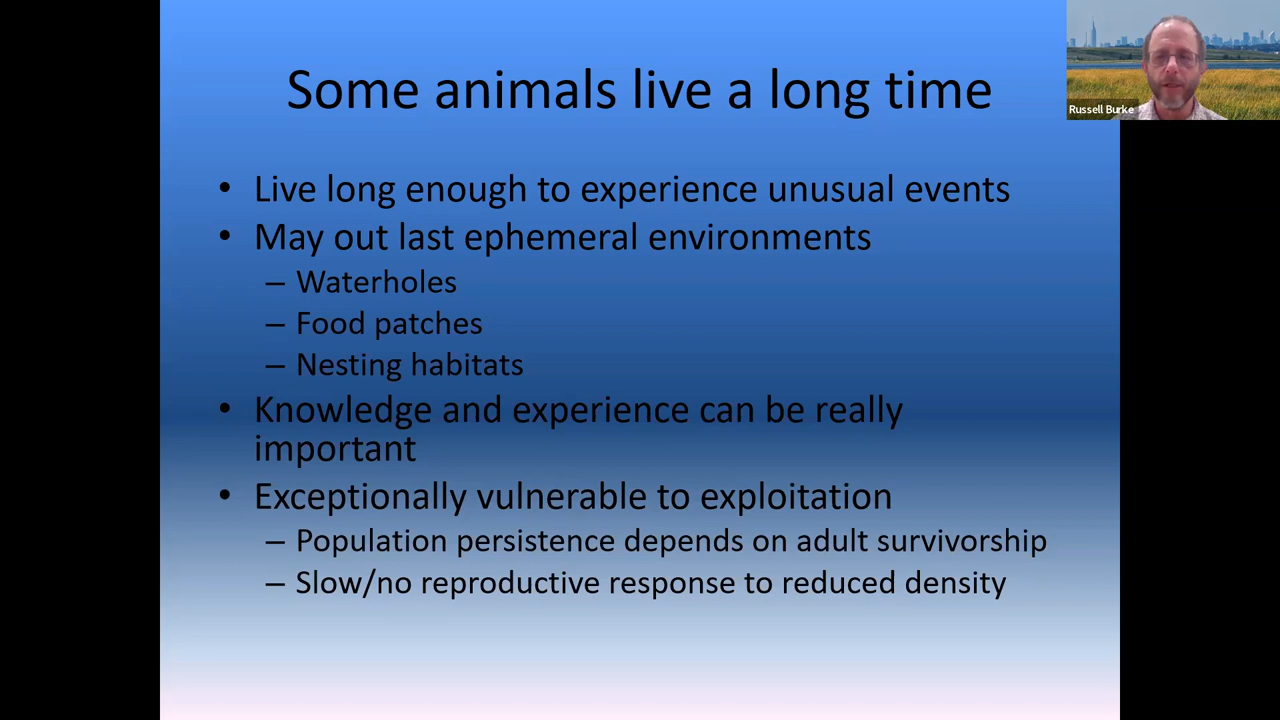 Some animals live a long time
Russell Burke
• Live long enough to experience unusual events
• May out last ephemeral environments
– Waterholes
– Food patches
– Nesting habitats
• Knowledge and experience can be really
important
• Exceptionally vulnerable to exploitation
– Population persistence depends on adult survivorship
– Slow/no reproductive response to reduced density